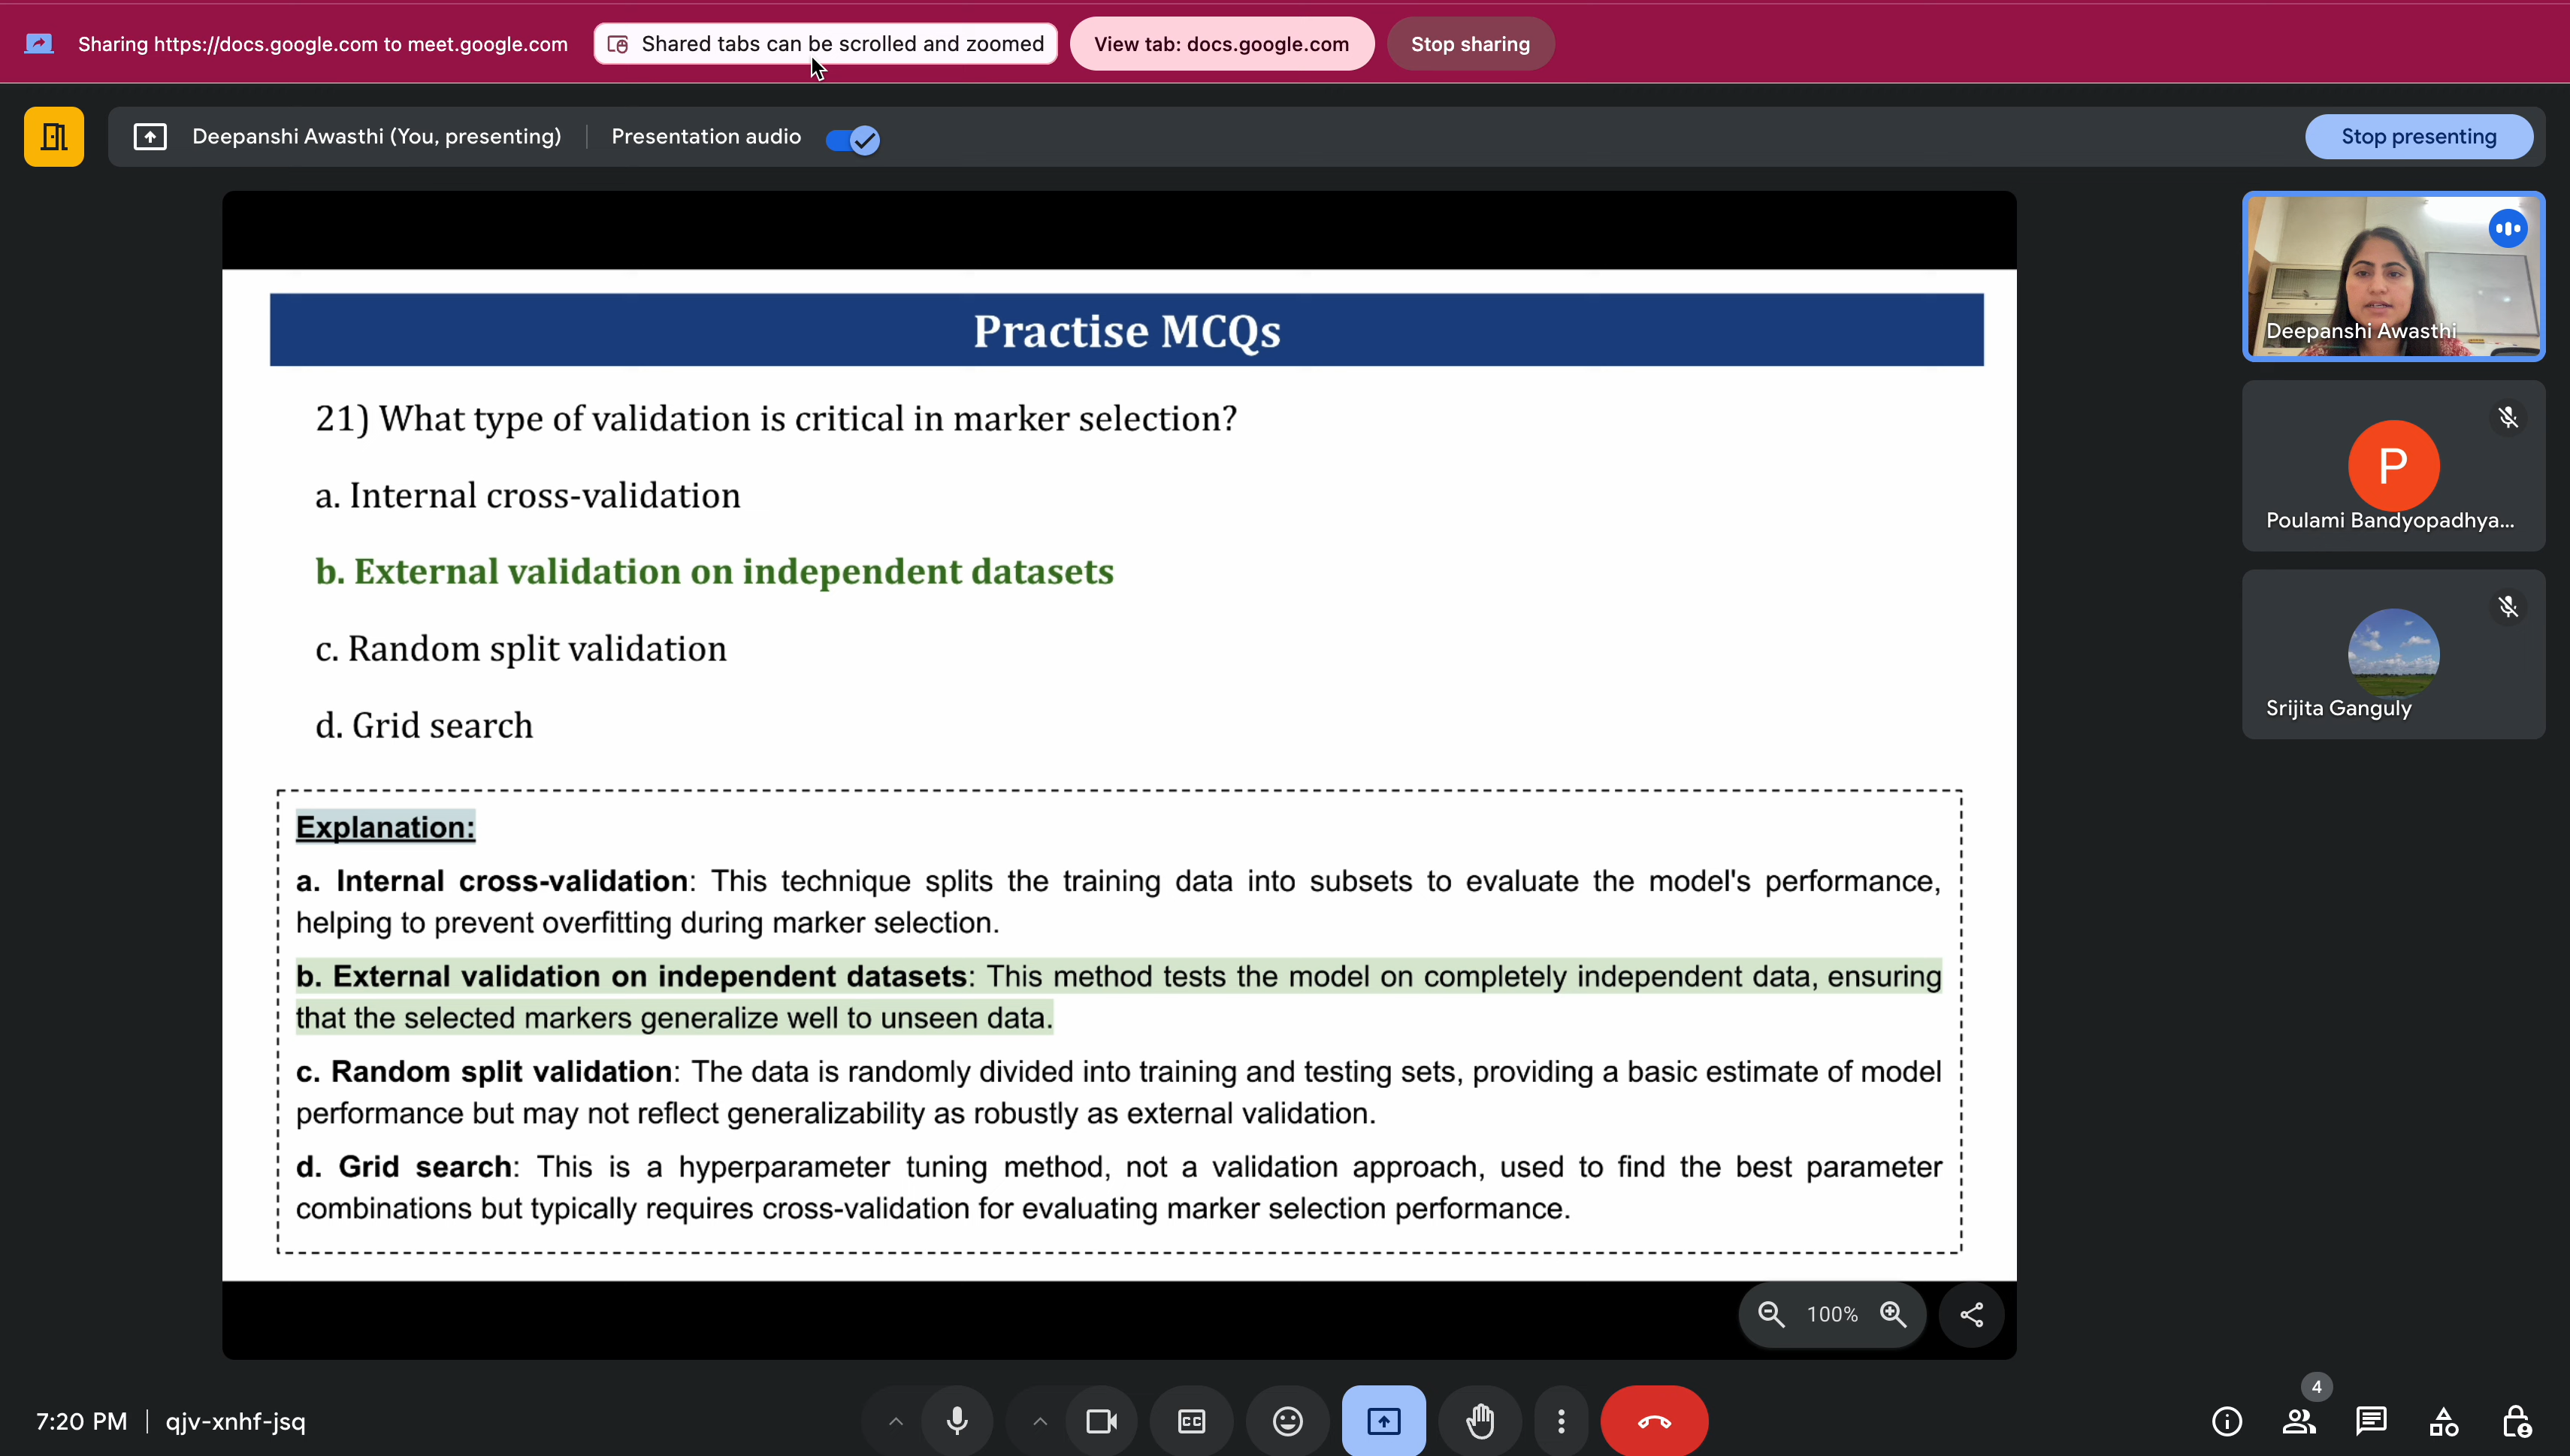 Sharing https://docs.google.com to meet.google.com
Shared tabs can be scrolled and zoomed
View tab: docs.google.com
Stop sharing
Deepanshi Awasthi (You, presenting)
Presentation audio
Stop presenting
Practise MCQs
21) What type of validation is critical in marker selection?
a. Internal cross-validation
b. External validation on independent datasets
c. Random split validation
d. Grid search
Explanation:
a. Internal cross-validation: This technique splits the training data into subsets to evaluate the model's performance,
helping to prevent overfitting during marker selection.
b. External validation on independent datasets: This method tests the model on completely independent data, ensuring
that the selected markers generalize well to unseen data.
c. Random split validation: The data is randomly divided into training and testing sets, providing a basic estimate of model
performance but may not reflect generalizability as robustly as external validation.
d. Grid search: This is a hyperparameter tuning method, not a validation approach, used to find the best parameter
combinations but typically requires cross-validation for evaluating marker selection performance.
100%
Deepanshi Awasthi
P
Poulami Bandyopadhya...
Srijita Ganguly
7:20 PM
qjv-xnhf-jsq
CC
4